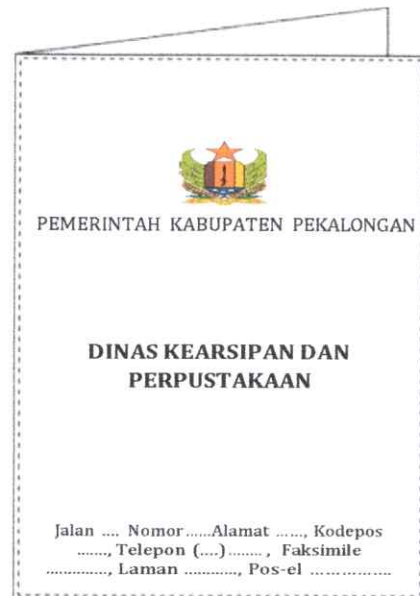 PEMERINTAH KABUPATEN PEKALONGAN
DINAS KEARSIPAN DAN
PERPUSTAKAAN
Jalan .... Nomor ......Alamat ....., Kodepos
......., Telepon (....)........ , Faksimile
............., Laman ..........., Pos-el ................